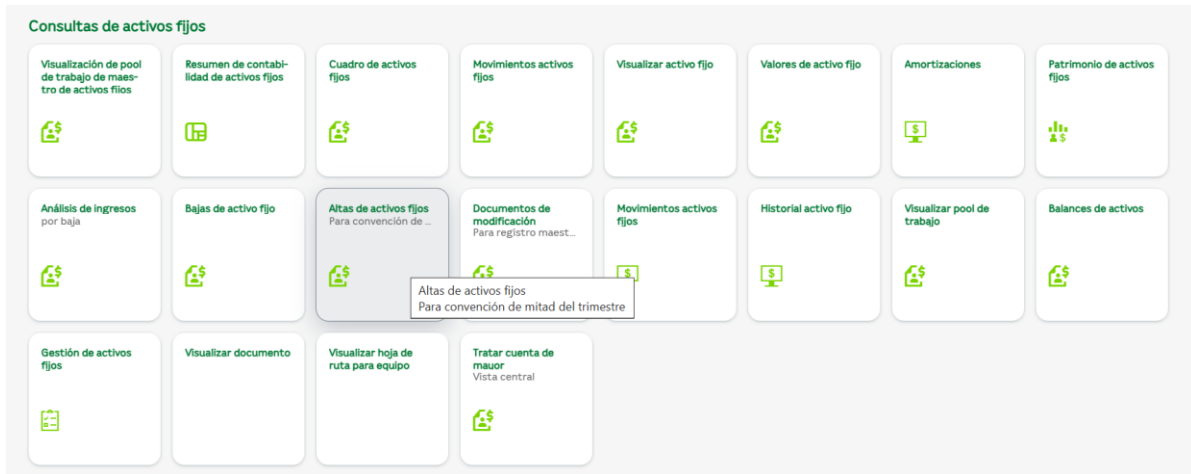 Consultas de activos fijos
Visualización de pool
de trabajo de maes-
tro de activos fijos
Resumen de contabi-
lidad de activos fijos
Cuadro de activos
fijos
Movimientos activos
fijos
Visualizar activo fijo
Valores de activo fijo
Amortizaciones
Patrimonio de activos
fijos
Análisis de ingresos
por baja
Bajas de activo fijo
Altas de activos fijos
Para convención de ...
Documentos de
modificación
Para registro maest...
Movimientos activos
fijos
Historial activo fijo
Visualizar pool de
trabajo
Balances de activos
Altas de activos fijos
Para convención de mitad del trimestre
Gestión de activos
fijos
Visualizar documento
Visualizar hoja de
ruta para equipo
Tratar cuenta de
mayor
Vista central